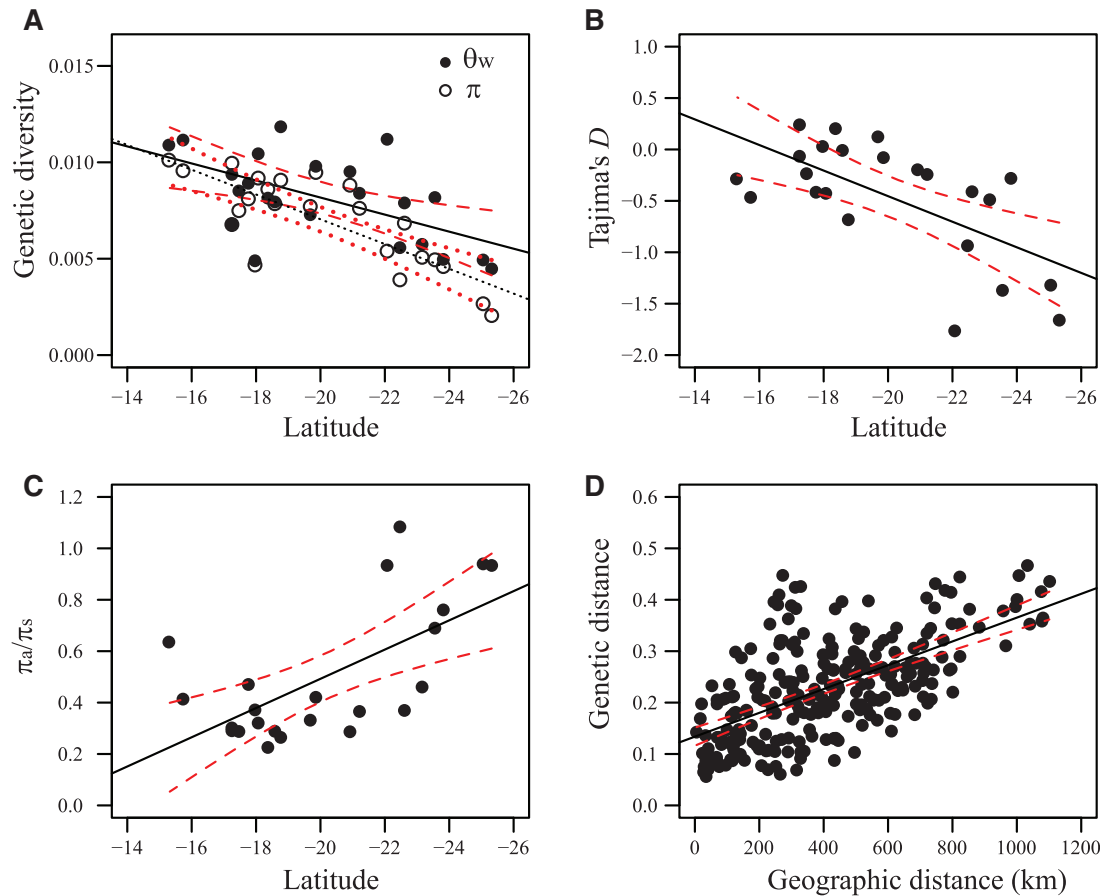 A
Genetic diversity
0.015
0.010
0.005
0.000
θw
π
−14 −16 −18 −20 −22 −24 −26
Latitude
B
Tajima's D
1.0
0.5
0.0
−0.5
−1.0
−1.5
−2.0
−14 −16 −18 −20 −22 −24 −26
Latitude
C
πa/πs
1.2
1.0
0.8
0.6
0.4
0.2
0.0
−14 −16 −18 −20 −22 −24 −26
Latitude
D
Genetic distance
0.6
0.5
0.4
0.3
0.2
0.1
0.0
0 200 400 600 800 1000 1200
Geographic distance (km)